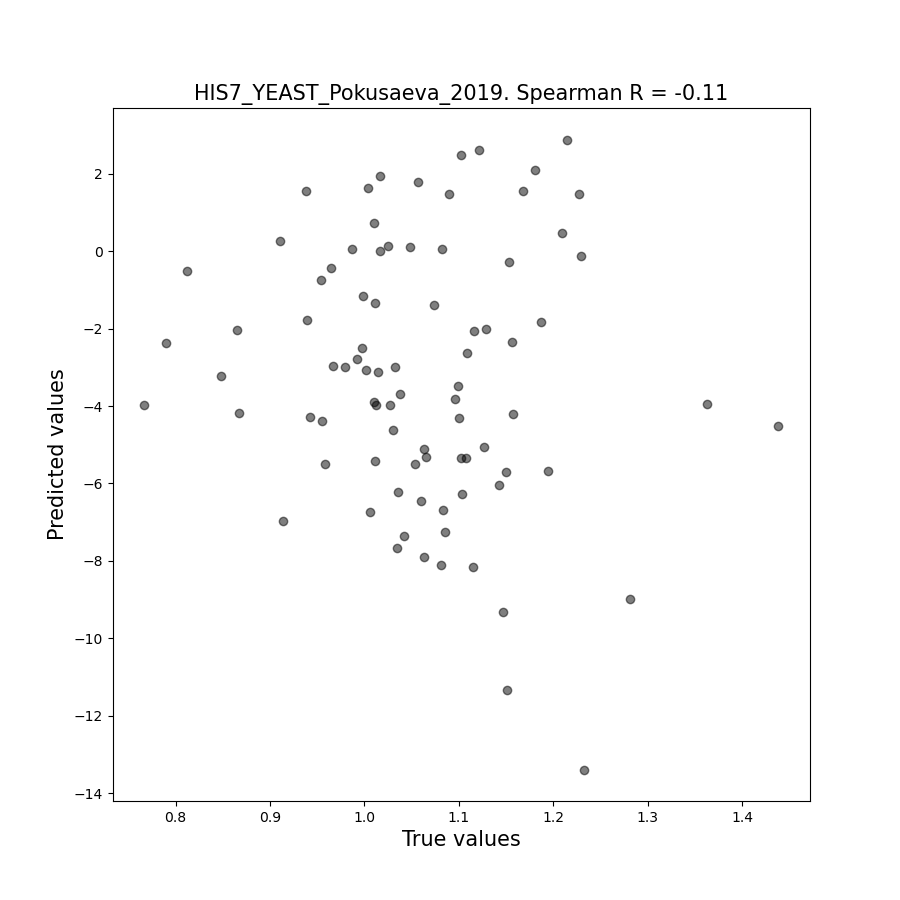 HIS7_YEAST_Pokusaeva_2019. Spearman R = -0.11
2
0
−2
−4
−6
−8
−10
−12
−14
Predicted values
0.8 0.9 1.0 1.1 1.2 1.3 1.4
True values